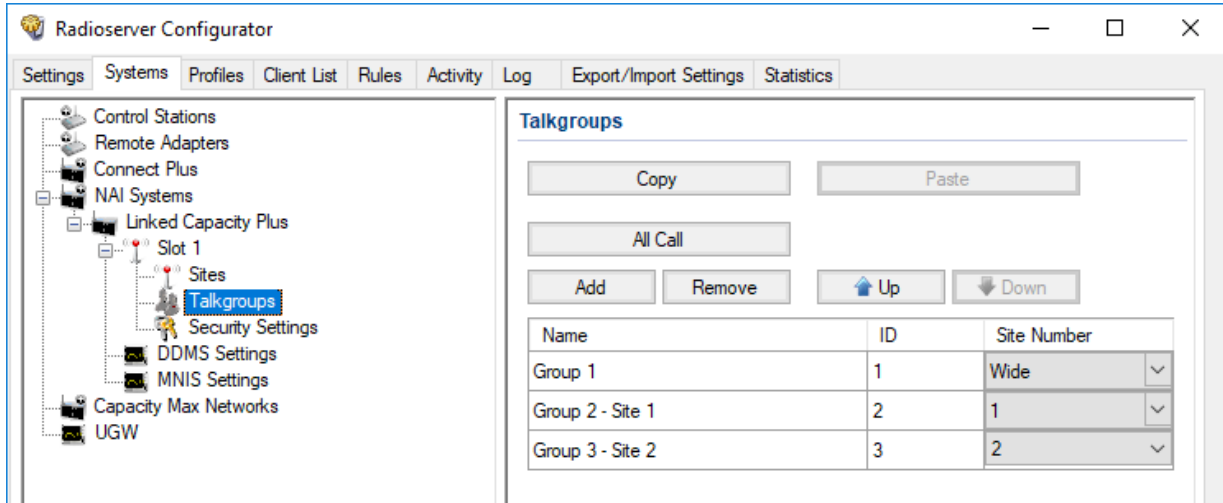 Radioserver Configurator
Settings Systems Profiles Client List Rules Activity Log Export/Import Settings Statistics
Control Stations
Remote Adapters
Connect Plus
NAI Systems
Linked Capacity Plus
Slot 1
Sites
Talkgroups
Security Settings
DDMS Settings
MNIS Settings
Capacity Max Networks
UGW
Talkgroups
Copy Paste
All Call
Add Remove Up Down
Name ID Site Number
Group 1 1 Wide
Group 2 - Site 1 2 1
Group 3 - Site 2 3 2